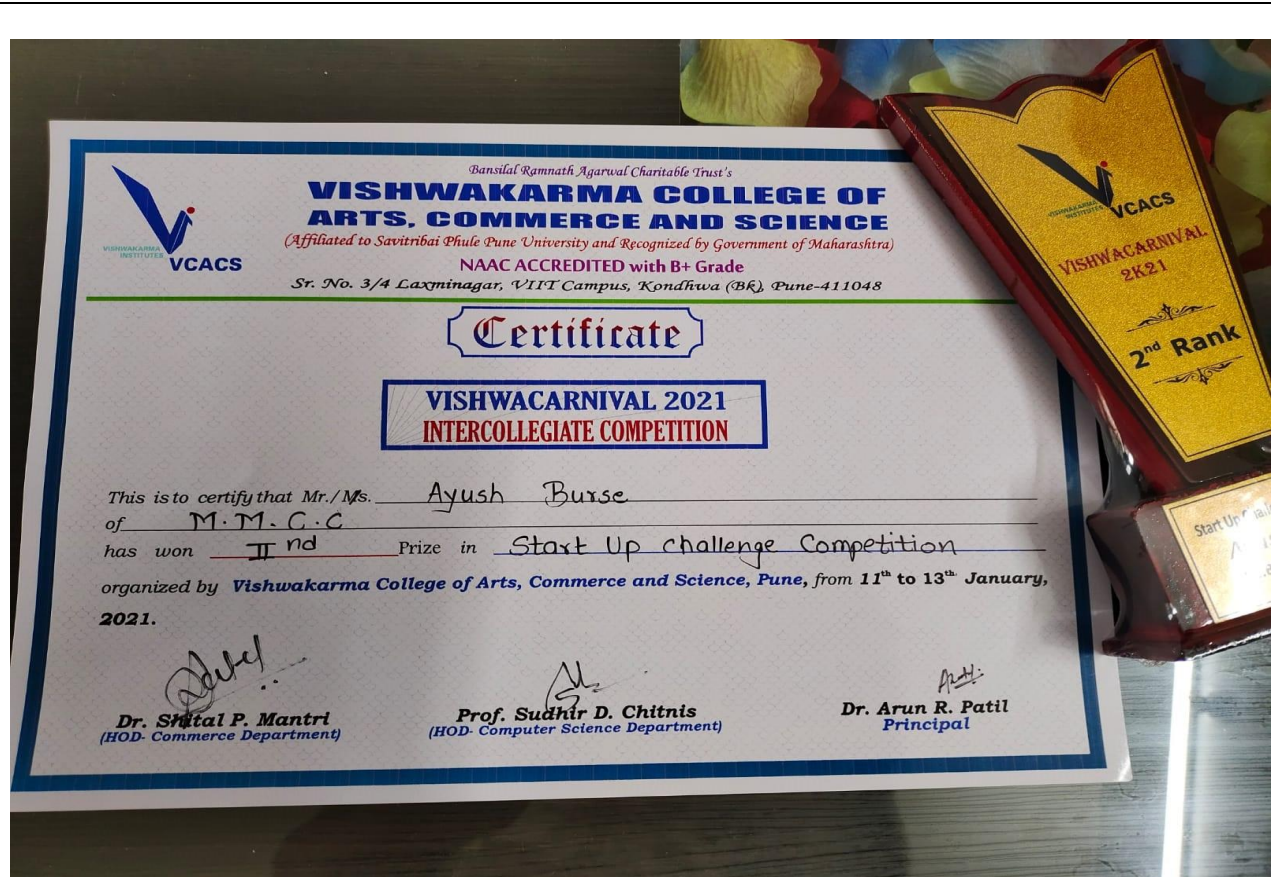 Bansilal Ramnath Agarwal Charitable Trust's
VISHWAKARMA COLLEGE OF
ARTS, COMMERCE AND SCIENCE
(Affiliated to Savitribai Phule Pune University and Recognized by Government of Maharashtra)
NAAC ACCREDITED with B+ Grade
Sr. No. 3/4 Laxminagar, VIIT Campus, Kondhwa (Bk), Pune-411048
VISHWAKARMA
INSTITUTES
VCACS
Certificate
VISHWACARNIVAL 2021
INTERCOLLEGIATE COMPETITION
This is to certify that Mr./Ms. Ayush Burse
of M.M.C.C
has won II nd Prize in Start Up Challenge Competition
organized by Vishwakarma College of Arts, Commerce and Science, Pune, from 11th to 13th January,
2021.
Dr. Shital P. Mantri
(HOD- Commerce Department)
Prof. Sudhir D. Chitnis
(HOD- Computer Science Department)
Dr. Arun R. Patil
Principal
VISHWAKARMA
INSTITUTES
VCACS
VISHWACARNIVAL
2K21
2nd Rank
Start Up